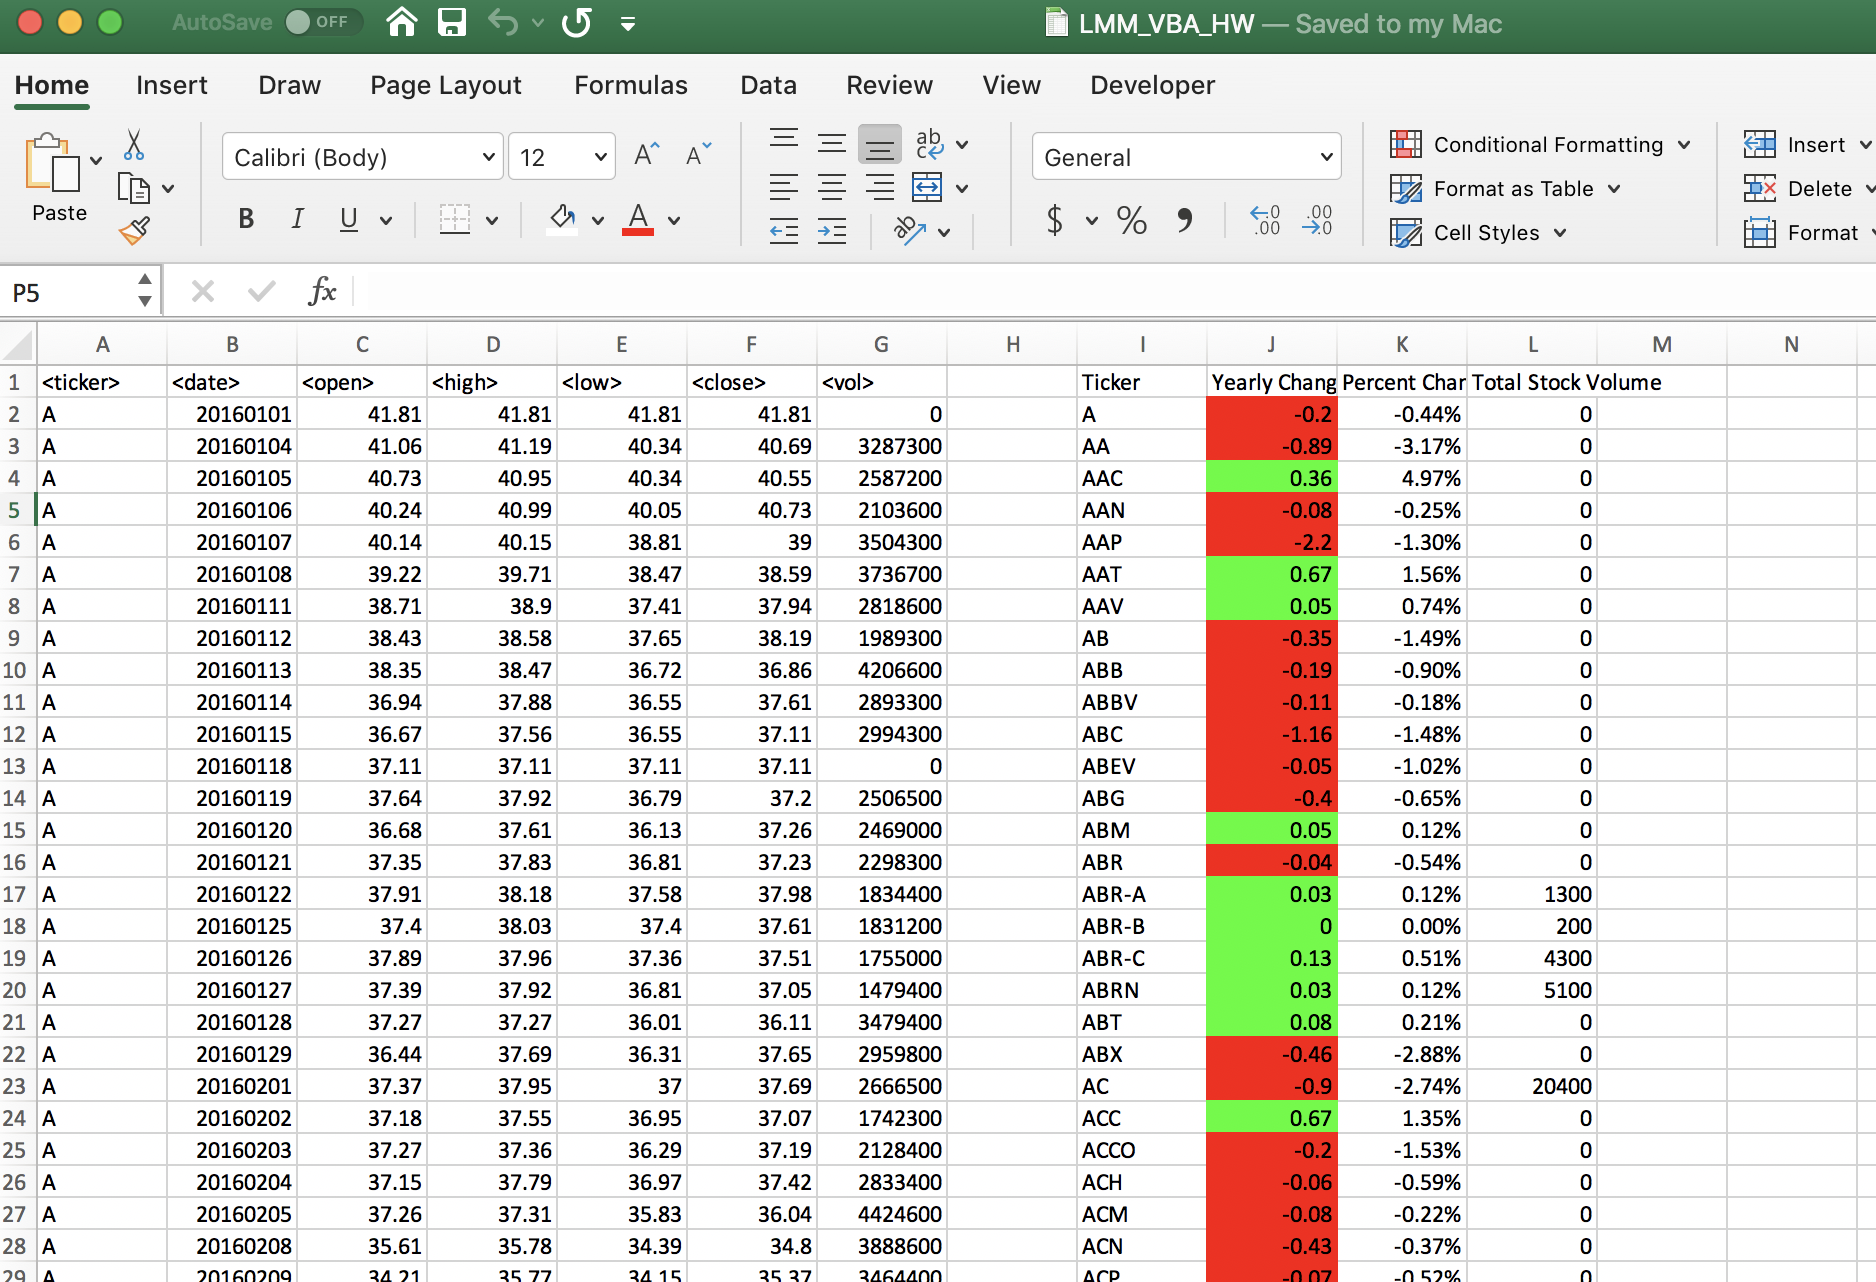 AutoSave OFF LMM_VBA_HW — Saved to my Mac
Home Insert Draw Page Layout Formulas Data Review View Developer
Paste Calibri (Body) 12 A A ab c General Conditional Formatting Insert
B I U A $ % , .0 .00 .00 .0 Format as Table Delete
Cell Styles Format
P5 fx
A B C D E F G H I J K L M N
1 <ticker> <date> <open> <high> <low> <close> <vol> Ticker Yearly Chang Percent Char Total Stock Volume
2 A 20160101 41.81 41.81 41.81 41.81 0 A -0.2 -0.44% 0
3 A 20160104 41.06 41.19 40.34 40.69 3287300 AA -0.89 -3.17% 0
4 A 20160105 40.73 40.95 40.34 40.55 2587200 AAC 0.36 4.97% 0
5 A 20160106 40.24 40.99 40.05 40.73 2103600 AAN -0.08 -0.25% 0
6 A 20160107 40.14 40.15 38.81 39 3504300 AAP -2.2 -1.30% 0
7 A 20160108 39.22 39.71 38.47 38.59 3736700 AAT 0.67 1.56% 0
8 A 20160111 38.71 38.9 37.41 37.94 2818600 AAV 0.05 0.74% 0
9 A 20160112 38.43 38.58 37.65 38.19 1989300 AB -0.35 -1.49% 0
10 A 20160113 38.35 38.47 36.72 36.86 4206600 ABB -0.19 -0.90% 0
11 A 20160114 36.94 37.88 36.55 37.61 2893300 ABBV -0.11 -0.18% 0
12 A 20160115 36.67 37.56 36.55 37.11 2994300 ABC -1.16 -1.48% 0
13 A 20160118 37.11 37.11 37.11 37.11 0 ABEV -0.05 -1.02% 0
14 A 20160119 37.64 37.92 36.79 37.2 2506500 ABG -0.4 -0.65% 0
15 A 20160120 36.68 37.61 36.13 37.26 2469000 ABM 0.05 0.12% 0
16 A 20160121 37.35 37.83 36.81 37.23 2298300 ABR -0.04 -0.54% 0
17 A 20160122 37.91 38.18 37.58 37.98 1834400 ABR-A 0.03 0.12% 1300
18 A 20160125 37.4 38.03 37.4 37.61 1831200 ABR-B 0 0.00% 200
19 A 20160126 37.89 37.96 37.36 37.51 1755000 ABR-C 0.13 0.51% 4300
20 A 20160127 37.39 37.92 36.81 37.05 1479400 ABRN 0.03 0.12% 5100
21 A 20160128 37.27 37.27 36.01 36.11 3479400 ABT 0.08 0.21% 0
22 A 20160129 36.44 37.69 36.31 37.65 2959800 ABX -0.46 -2.88% 0
23 A 20160201 37.37 37.95 37 37.69 2666500 AC -0.9 -2.74% 20400
24 A 20160202 37.18 37.55 36.95 37.07 1742300 ACC 0.67 1.35% 0
25 A 20160203 37.27 37.36 36.29 37.19 2128400 ACCO -0.2 -1.53% 0
26 A 20160204 37.15 37.79 36.97 37.42 2833400 ACH -0.06 -0.59% 0
27 A 20160205 37.26 37.31 35.83 36.04 4424600 ACM -0.08 -0.22% 0
28 A 20160208 35.61 35.78 34.39 34.8 3888600 ACN -0.43 -0.37% 0
29 A 20160209 34.21 35.77 34.15 35.37 3464400 ACP -0.07 -0.52% 0